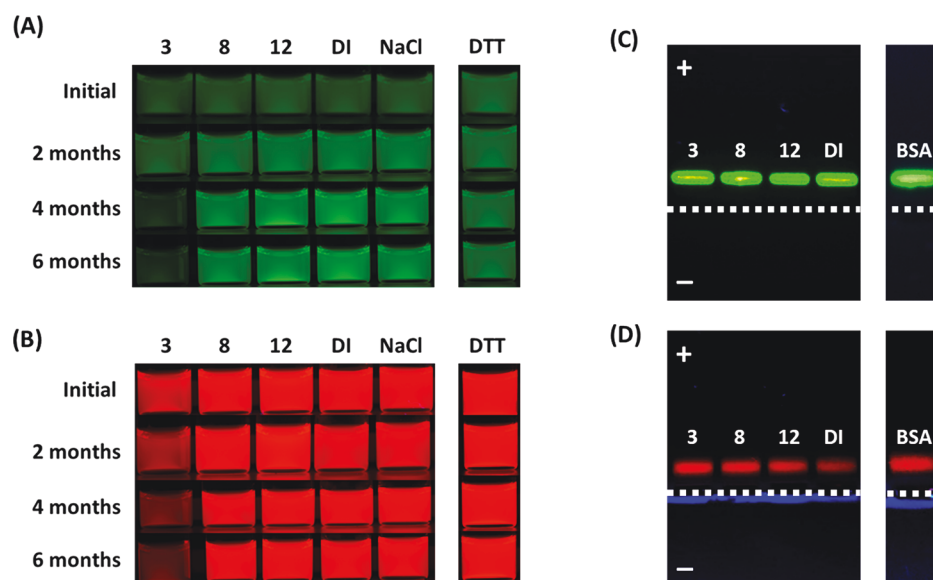 (A)
3 8 12 DI NaCl DTT
Initial
2 months
4 months
6 months
(B)
3 8 12 DI NaCl DTT
Initial
2 months
4 months
6 months
(C)
+
3 8 12 DI BSA
−
(D)
+
3 8 12 DI BSA
−